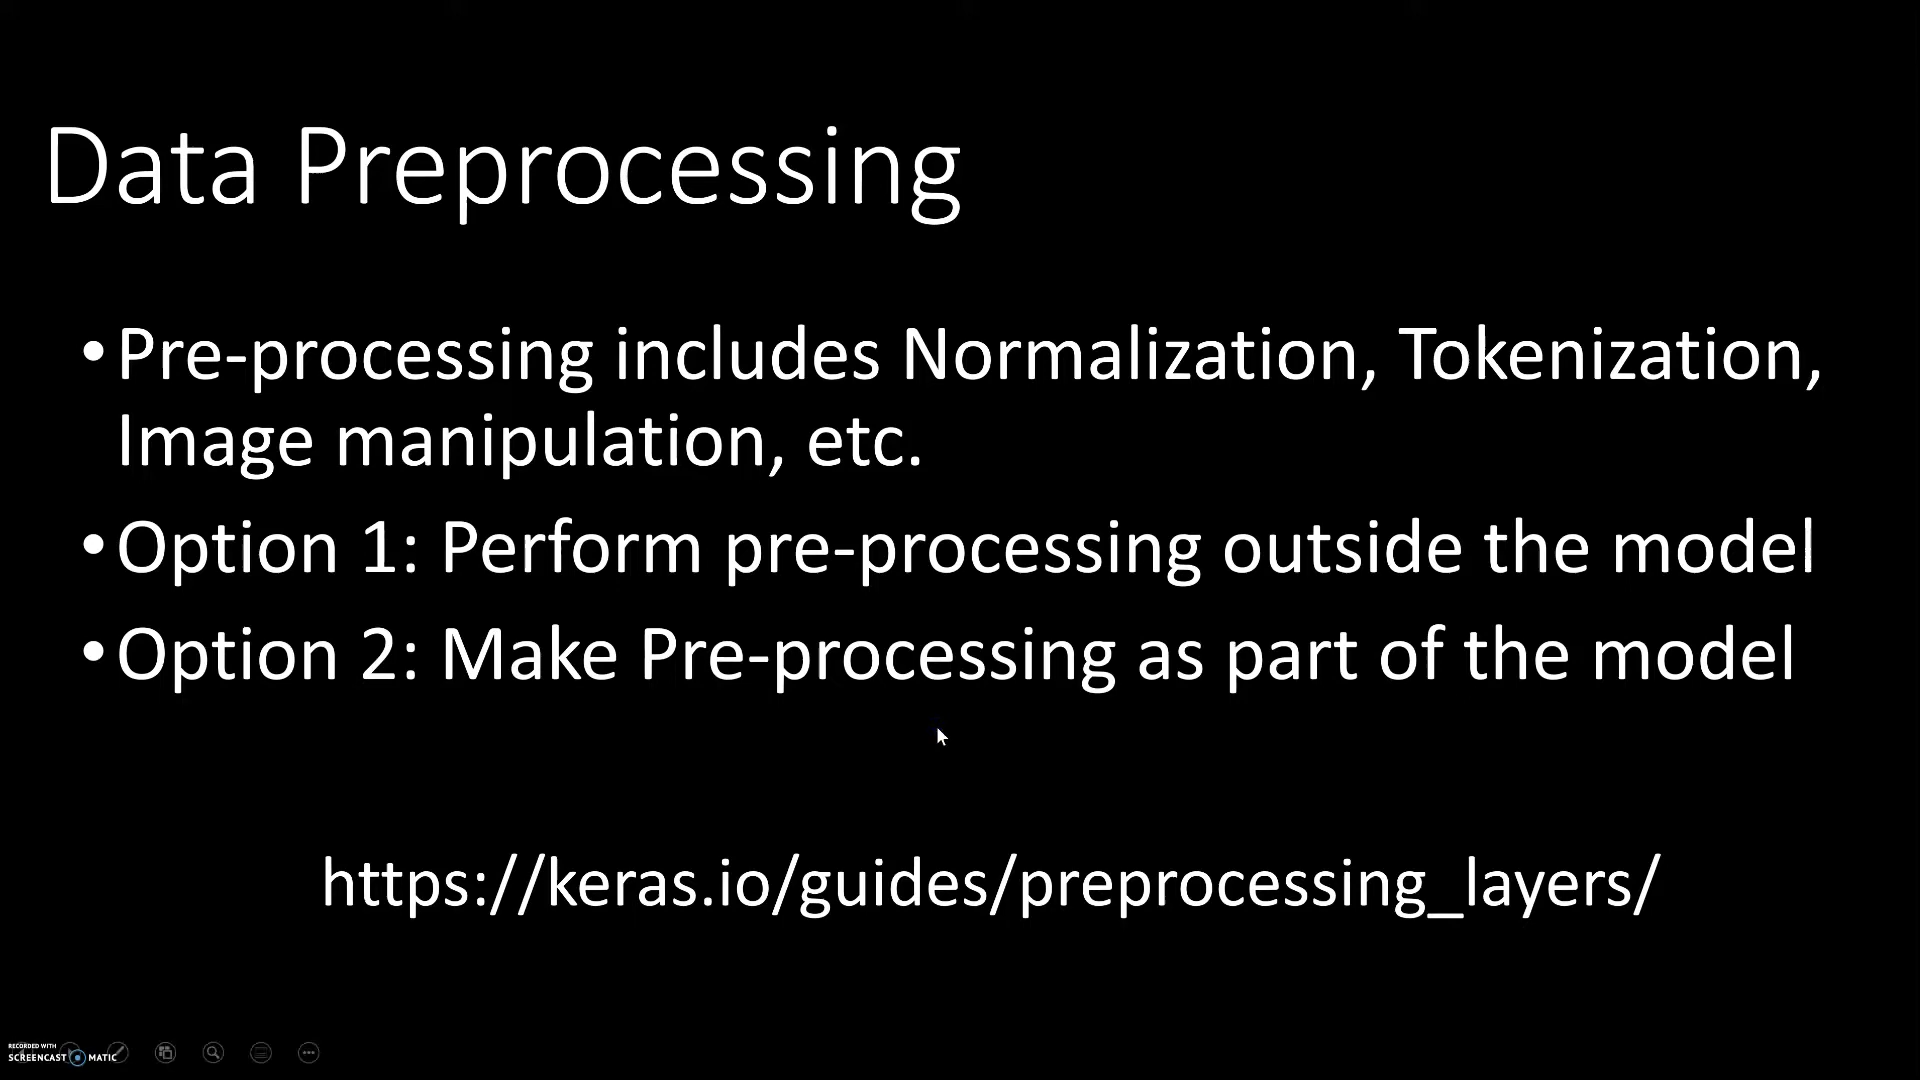 Data Preprocessing
•Pre-processing includes Normalization, Tokenization,
Image manipulation, etc.
•Option 1: Perform pre-processing outside the model
•Option 2: Make Pre-processing as part of the model
https://keras.io/guides/preprocessing_layers/
RECORDED WITH
SCREENCAST MATIC